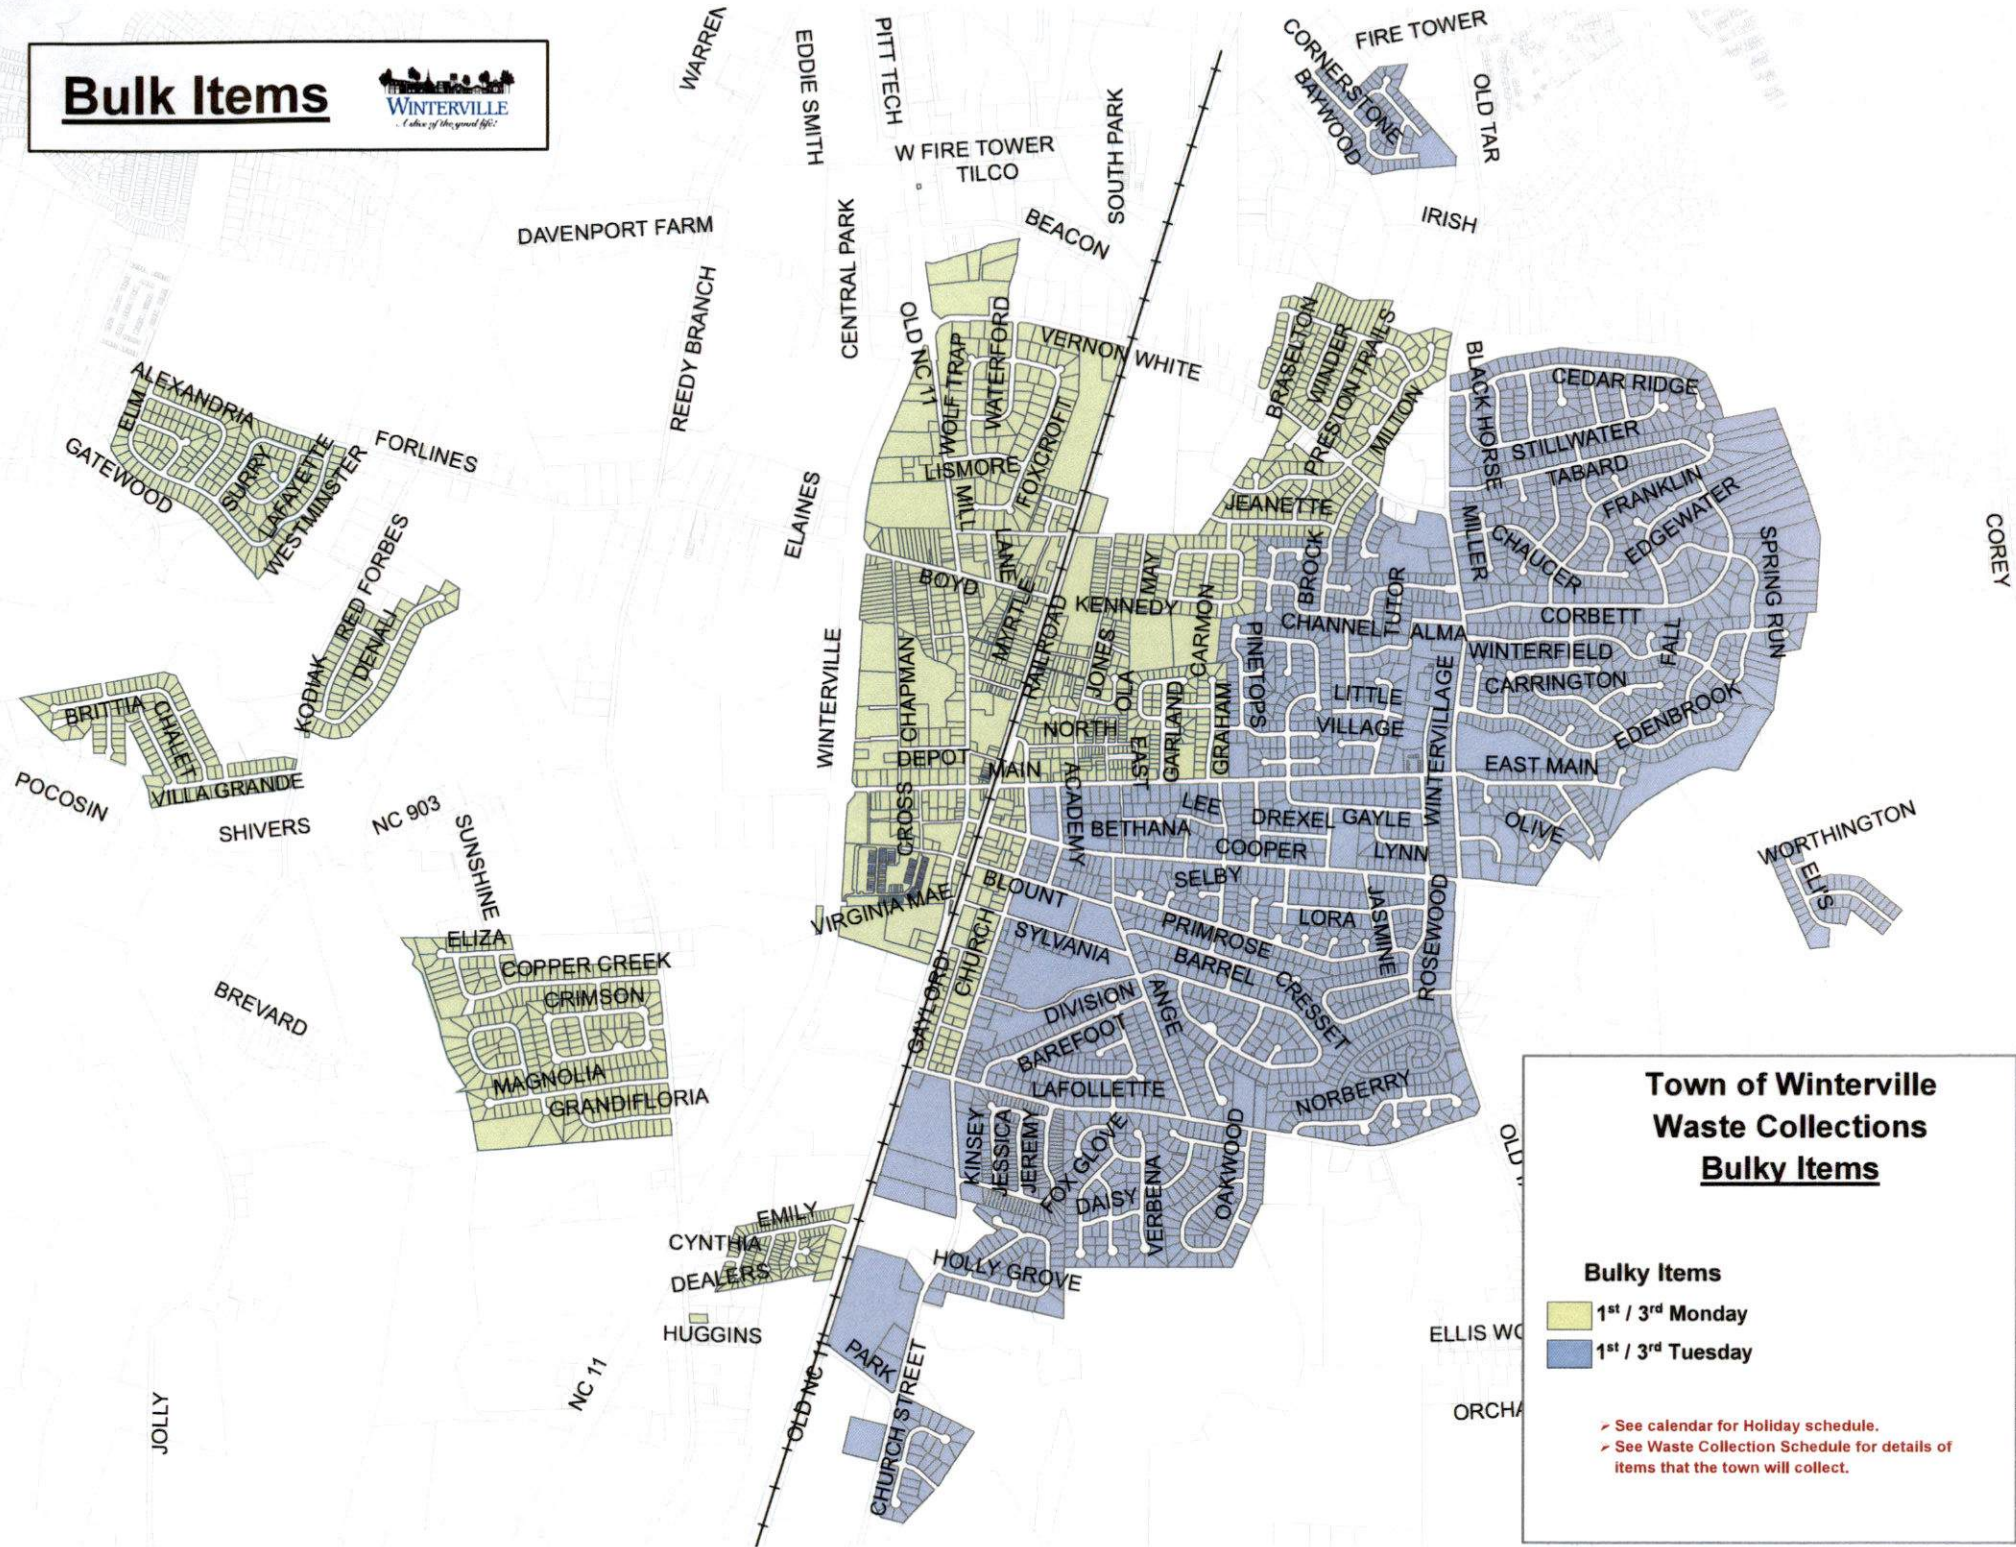 Bulk Items
WINTERVILLE
A slice of the good life!
WARREN
EDDIE SMITH
PITT TECH
W FIRE TOWER
TILCO
SOUTH PARK
CORNERSTONE
BAYWOOD
FIRE TOWER
OLD TAR
IRISH
DAVENPORT FARM
CENTRAL PARK
BEACON
REEDY BRANCH
OLD NC 11
WOLF TRAP
WATERFORD
VERNON WHITE
FOXCROFT
LISMORE
MILL
LANE
BRASELTON
WINDER
PRESTON TRAILS
MILTON
JEANETTE
BLACK HORSE
CEDAR RIDGE
STILLWATER
TABARD
FRANKLIN
EDGEWATER
MILLER
CHAUCER
SPRING RUN
COREY
ALEXANDRIA
ELM
GATEWOOD
SURRY
LAFAYETTE
WESTMINSTER
FORLINES
RED FORBES
DENALI
KODIAK
ELAINES
BOYD
MYRTLE
RAILROAD
KENNEDY
MAY
CARMON
BROCK
TUTOR
CHANNEL
ALMA
CORBETT
WINTERFIELD
FALL
CARRINGTON
EDENBROOK
PINETOPS
LITTLE
VILLAGE
WINTERVILLAGE
EAST MAIN
WINTERVILLE
CHAPMAN
JONES
OLA
NORTH
EAST
GARLAND
GRAHAM
DEPOT
MAIN
ACADEMY
CROSS
BRITTIA
CHALET
VILLA GRANDE
POCOSIN
SHIVERS
NC 903
SUNSHINE
LEE
BETHANA
DREXEL
GAYLE
COOPER
LYNN
OLIVE
SELBY
JASMINE
ROSEWOOD
LORA
WORTHINGTON
ELI'S
VIRGINIA MAE
BLOUNT
CHURCH
GAYLORD
SYLVANIA
PRIMROSE
BARREL
CRESSET
DIVISION
ANGE
BAREFOOT
LAFOLLETTE
NORBERRY
ELIZA
COPPER CREEK
CRIMSON
MAGNOLIA
GRANDIFLORIA
BREVARD
KINSEY
JESSICA
JEREMY
FOX GLOVE
DAISY
VERBENA
OAKWOOD
HOLLY GROVE
EMILY
CYNTHIA
DEALERS
HUGGINS
NC 11
JOLLY
OLD NC 11
PARK
CHURCH STREET
OLD
ELLIS WO
ORCHA
Town of Winterville
Waste Collections
Bulky Items
Bulky Items
1st / 3rd Monday
1st / 3rd Tuesday
➢ See calendar for Holiday schedule.
➢ See Waste Collection Schedule for details of
items that the town will collect.